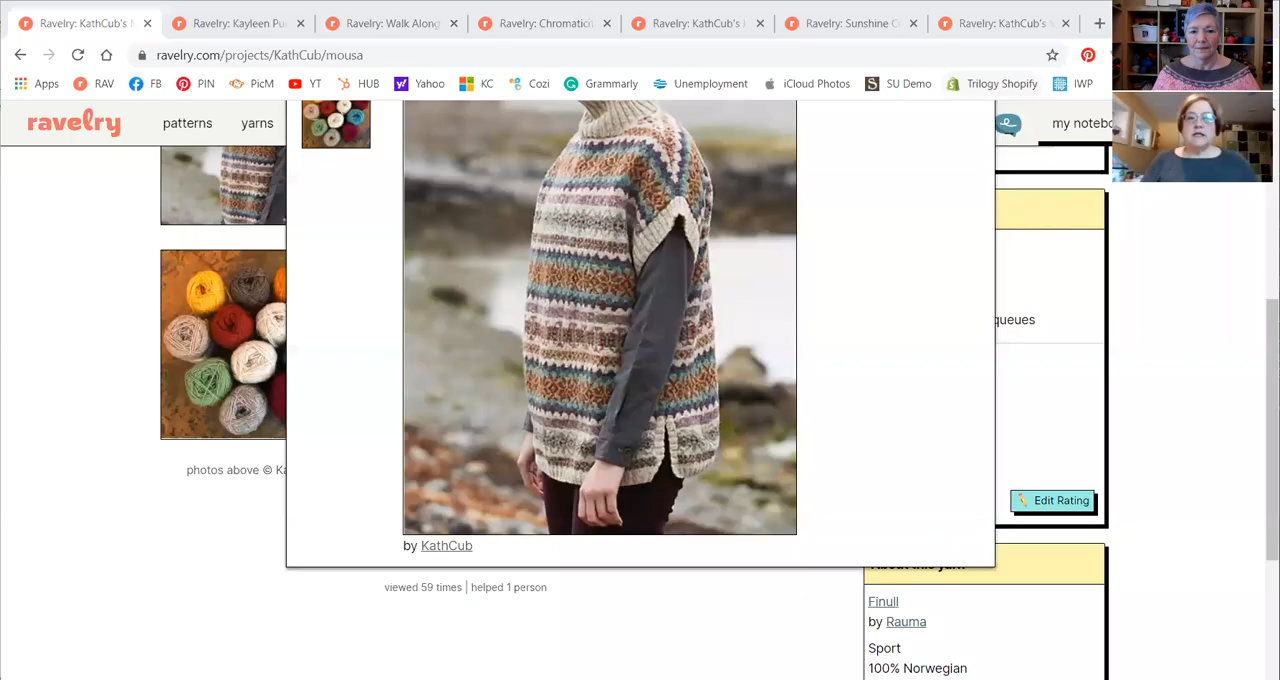 Ravelry: KathCub's M
Ravelry: Kayleen Pu
Ravelry: Walk Along
Ravelry: Chromatic
Ravelry: KathCub's
Ravelry: Sunshine C
Ravelry: KathCub's
ravelry.com/projects/KathCub/mousa
Apps RAV FB PIN PicM YT HUB Yahoo KC Cozi Grammarly Unemployment iCloud Photos SU Demo Trilogy Shopify IWP
ravelry patterns yarns my notebo
queues
photos above © Ka
Edit Rating
by KathCub
viewed 59 times | helped 1 person
About this yarn
Finull
by Rauma
Sport
100% Norwegian